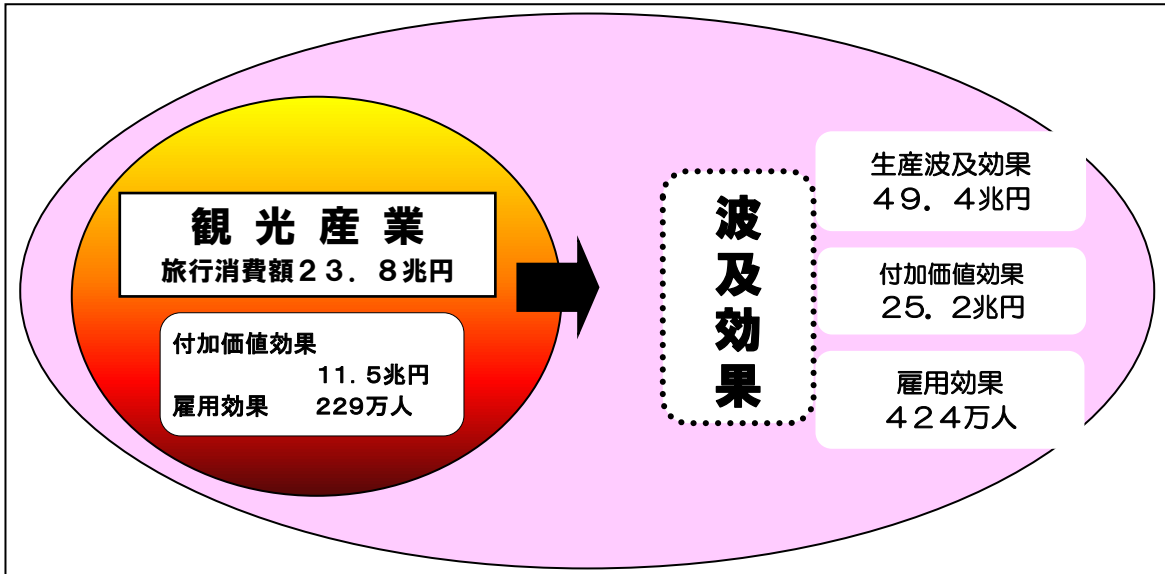 観光産業
旅行消費額２３．８兆円
付加価値効果
11.5兆円
雇用効果　229万人
波及効果
生産波及効果
４９．４兆円
付加価値効果
２５．２兆円
雇用効果
４２４万人